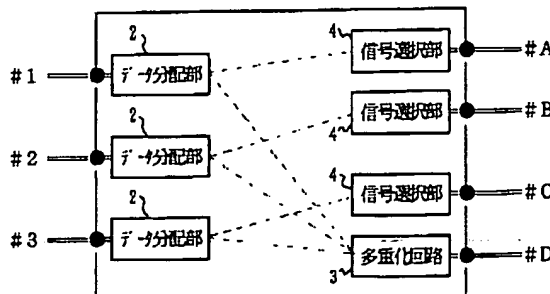 2
4
#1
データ分配部
信号選択部
#A
2
4
信号選択部
#B
#2
データ分配部
2
4
信号選択部
#C
#3
データ分配部
多重化回路
#D
3